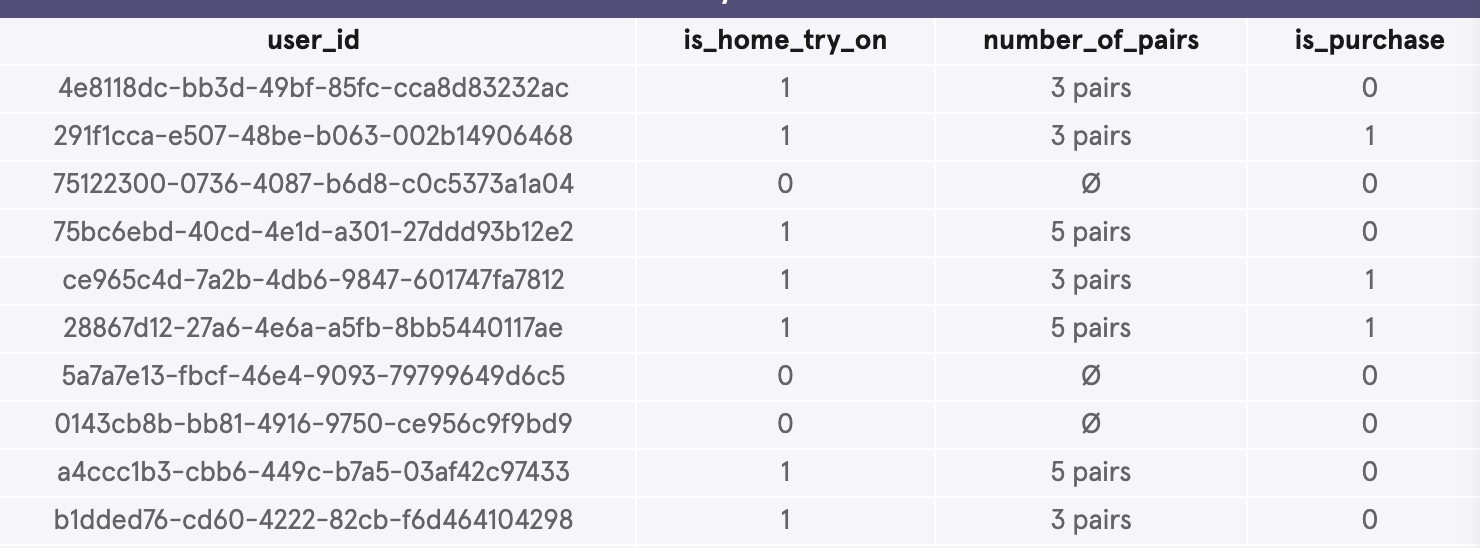 user_id is_home_try_on number_of_pairs is_purchase
4e8118dc-bb3d-49bf-85fc-cca8d83232ac 1 3 pairs 0
291f1cca-e507-48be-b063-002b14906468 1 3 pairs 1
75122300-0736-4087-b6d8-c0c5373a1a04 0 Ø 0
75bc6ebd-40cd-4e1d-a301-27ddd93b12e2 1 5 pairs 0
ce965c4d-7a2b-4db6-9847-601747fa7812 1 3 pairs 1
28867d12-27a6-4e6a-a5fb-8bb5440117ae 1 5 pairs 1
5a7a7e13-fbcf-46e4-9093-79799649d6c5 0 Ø 0
0143cb8b-bb81-4916-9750-ce956c9f9bd9 0 Ø 0
a4ccc1b3-cbb6-449c-b7a5-03af42c97433 1 5 pairs 0
b1dded76-cd60-4222-82cb-f6d464104298 1 3 pairs 0